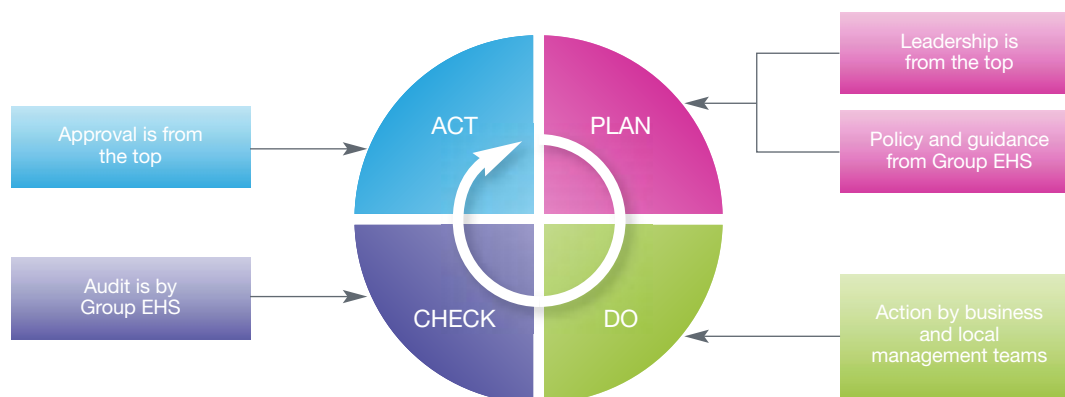 Leadership is
from the top
Policy and guidance
from Group EHS
Approval is from
the top
ACT
PLAN
Audit is by
Group EHS
CHECK
DO
Action by business
and local
management teams